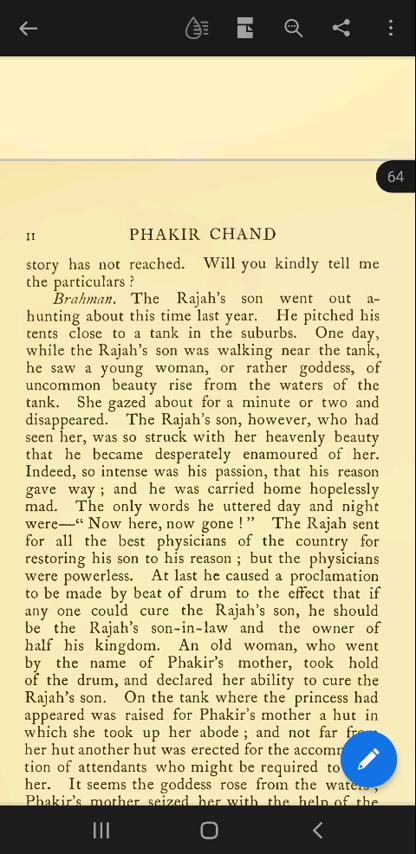 64
II PHAKIR CHAND
story has not reached. Will you kindly tell me
the particulars ?
Brahman. The Rajah's son went out a-
hunting about this time last year. He pitched his
tents close to a tank in the suburbs. One day,
while the Rajah's son was walking near the tank,
he saw a young woman, or rather goddess, of
uncommon beauty rise from the waters of the
tank. She gazed about for a minute or two and
disappeared. The Rajah's son, however, who had
seen her, was so struck with her heavenly beauty
that he became desperately enamoured of her.
Indeed, so intense was his passion, that his reason
gave way ; and he was carried home hopelessly
mad. The only words he uttered day and night
were—“ Now here, now gone ! ” The Rajah sent
for all the best physicians of the country for
restoring his son to his reason ; but the physicians
were powerless. At last he caused a proclamation
to be made by beat of drum to the effect that if
any one could cure the Rajah's son, he should
be the Rajah's son-in-law and the owner of
half his kingdom. An old woman, who went
by the name of Phakir's mother, took hold
of the drum, and declared her ability to cure the
Rajah's son. On the tank where the princess had
appeared was raised for Phakir's mother a hut in
which she took up her abode ; and not far from
her hut another hut was erected for the accomm
tion of attendants who might be required to
her. It seems the goddess rose from the waters ;
Phakir's mother seized her with the help of the